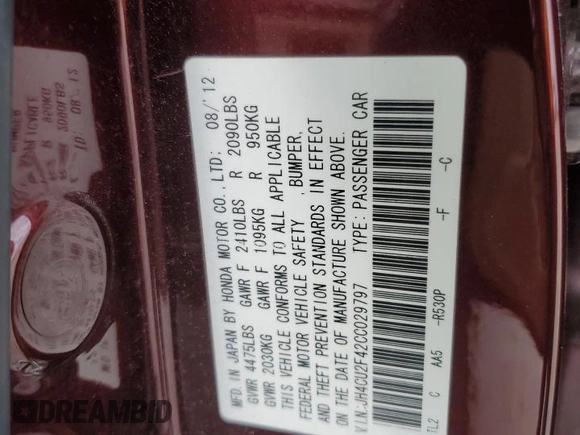 MFD. IN JAPAN BY HONDA MOTOR CO., LTD: 08/'12
GVWR 4475LBS GAWR F 2410LBS R 2090LBS
GVWR 2030KG GAWR F 1095KG R 950KG
THIS VEHICLE CONFORMS TO ALL APPLICABLE
FEDERAL MOTOR VEHICLE SAFETY , BUMPER,
AND THEFT PREVENTION STANDARDS IN EFFECT
ON THE DATE OF MANUFACTURE SHOWN ABOVE.
V.I.N.:JH4CU2F42CC029797 TYPE: PASSENGER CAR
TL2 C AA5 -R530P -F -C
DREAMBID